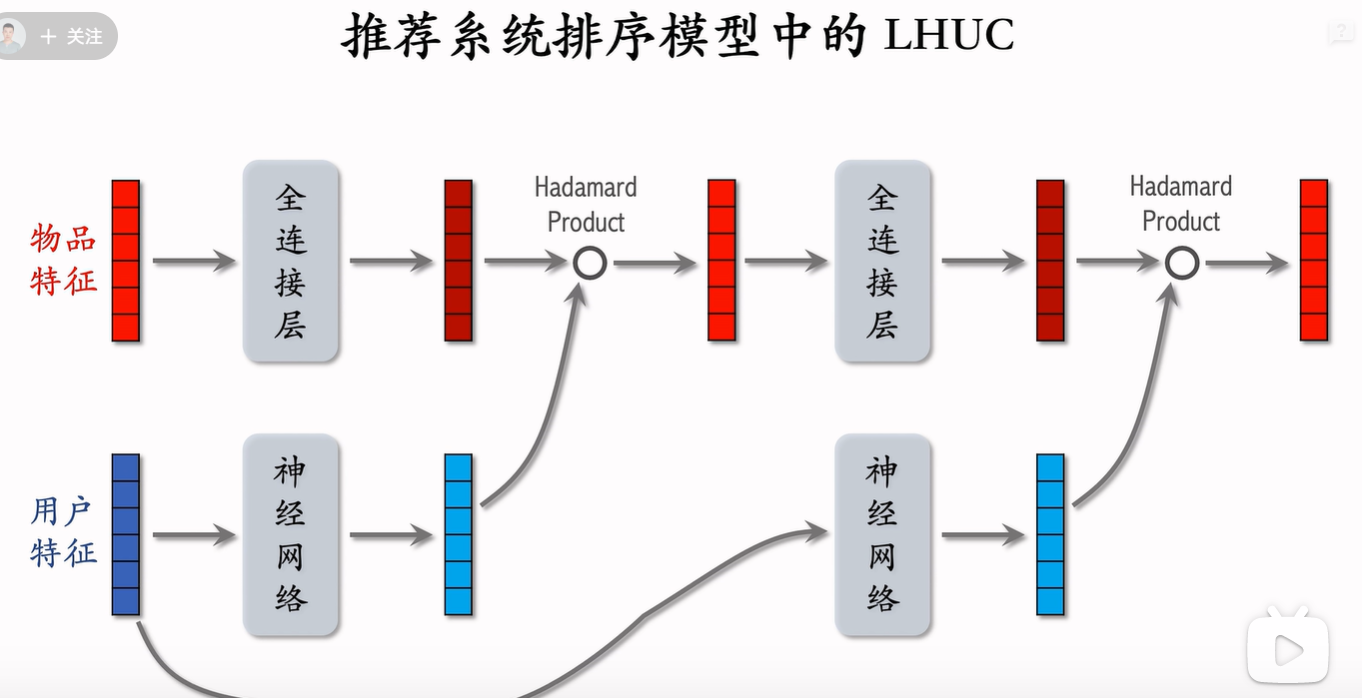 + 关注
推荐系统排序模型中的 LHUC
?
物品
特征
全
连
接
层
Hadamard
Product
全
连
接
层
Hadamard
Product
用户
特征
神
经
网
络
神
经
网
络